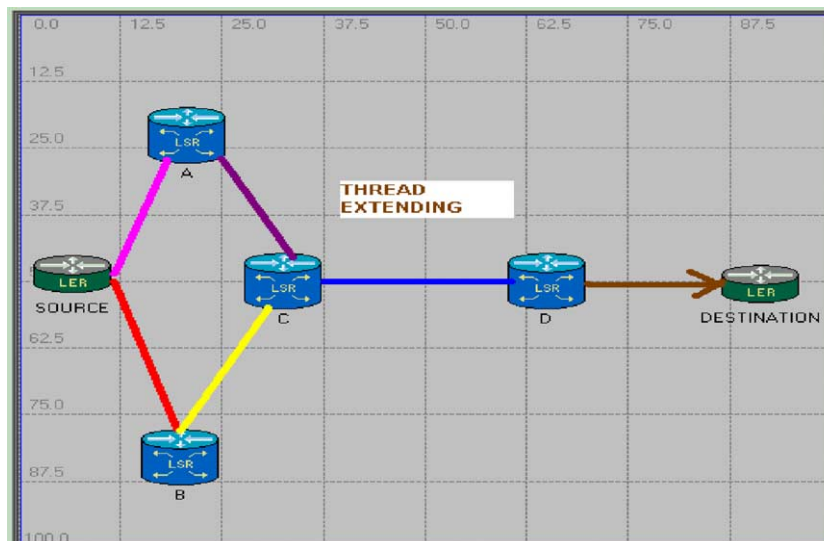 0.0 12.5 25.0 37.5 50.0 62.5 75.0 87.5
12.5
25.0
LSR
A
THREAD
EXTENDING
37.5
LER
SOURCE
LSR
C
LSR
D
LER
DESTINATION
62.5
75.0
LSR
B
87.5
100.0